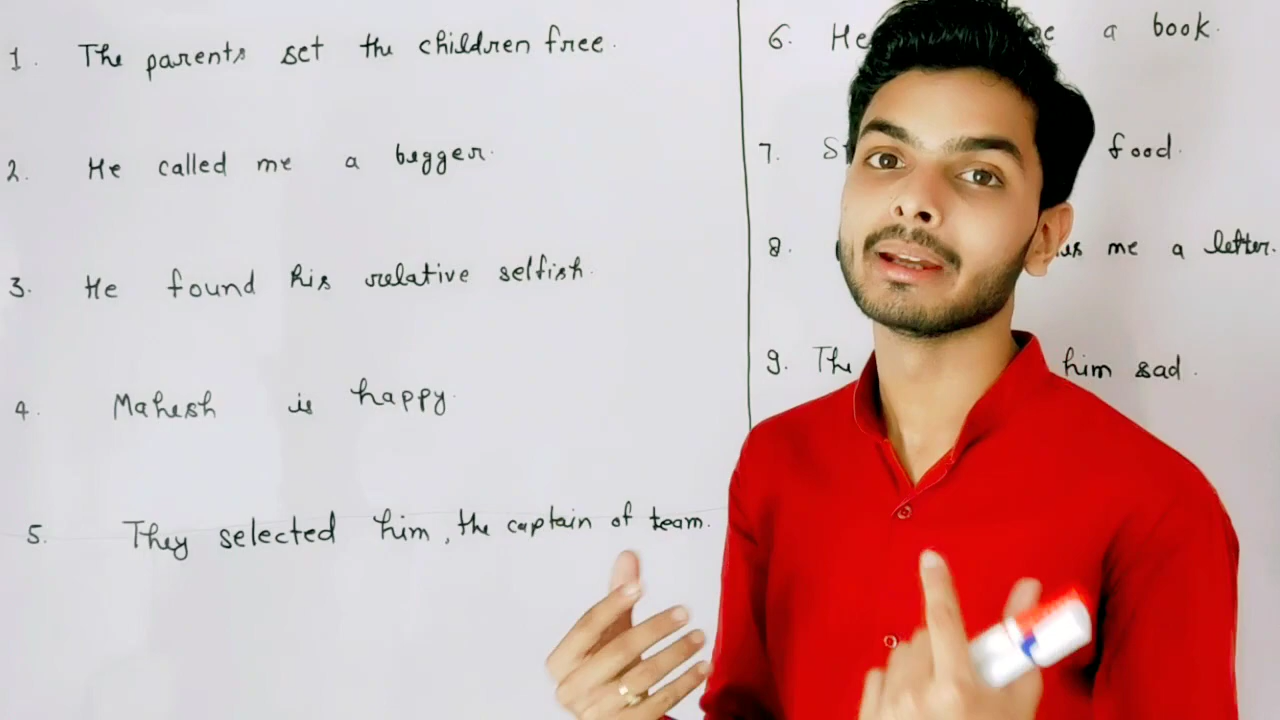 1. The parents set the children free.
2. He called me a begger.
3. He found his relative selfish.
4. Mahesh is happy.
5. They selected him, the captain of team.
6. He a book.
7. food.
8. me a letter.
9. The him sad.